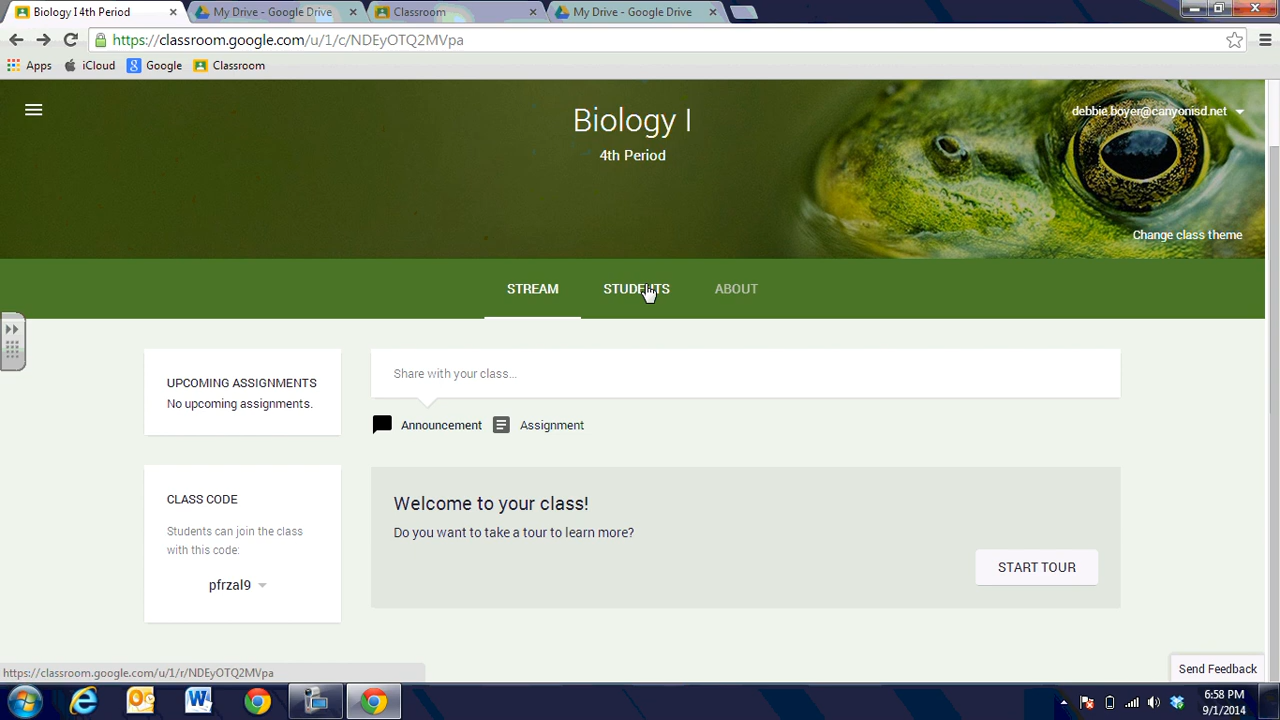 Biology I 4th Period
My Drive - Google Drive
Classroom
My Drive - Google Drive
https://classroom.google.com/u/1/c/NDEyOTQ2MVpa
Apps
iCloud
Google
Classroom
Biology I
4th Period
debbie.boyer@canyonisd.net
Change class theme
STREAM
STUDENTS
ABOUT
UPCOMING ASSIGNMENTS
No upcoming assignments.
Share with your class...
Announcement
Assignment
CLASS CODE
Students can join the class
with this code:
pfrzal9
Welcome to your class!
Do you want to take a tour to learn more?
START TOUR
https://classroom.google.com/u/1/r/NDEyOTQ2MVpa
Send Feedback
6:58 PM
9/1/2014